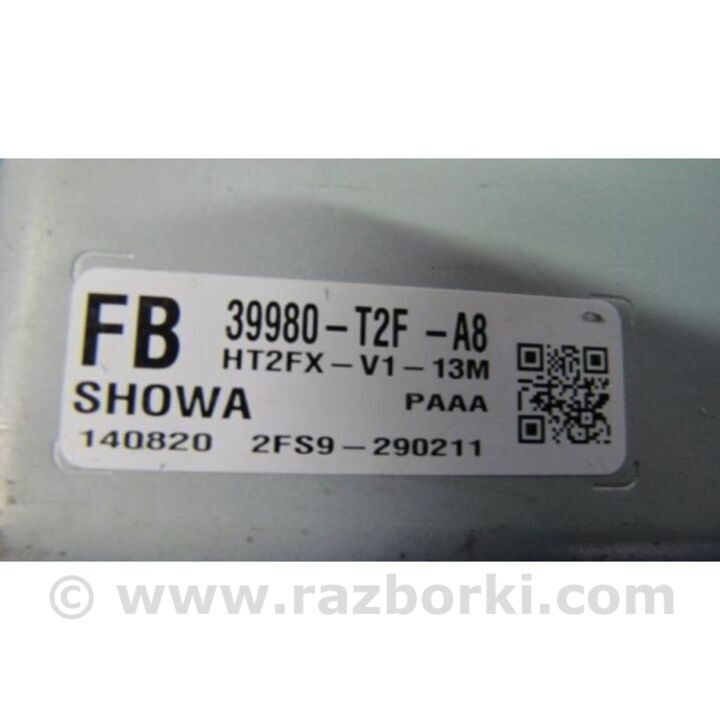 FB 39980-T2F -A8
HT2FX-V1-13M
SHOWA PAAA
140820 2FS9-290211
© www.razborki.com